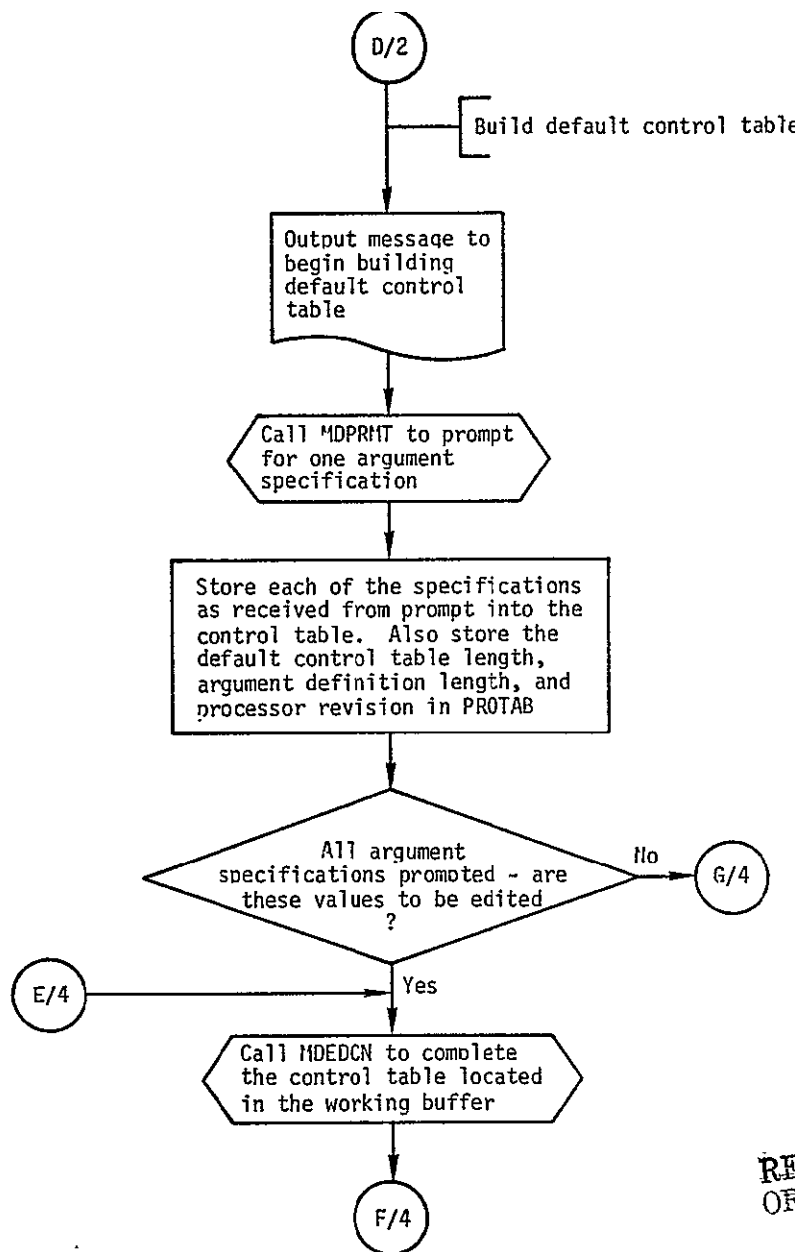 D/2
Build default control table
Output message to
begin building
default control
table
Call MDPRMT to prompt
for one argument
specification
Store each of the specifications
as received from prompt into the
control table. Also store the
default control table length,
argument definition length, and
processor revision in PROTAB
All argument
specifications prompted - are
these values to be edited
?
No
G/4
Yes
E/4
Call MDEDCN to complete
the control table located
in the working buffer
F/4